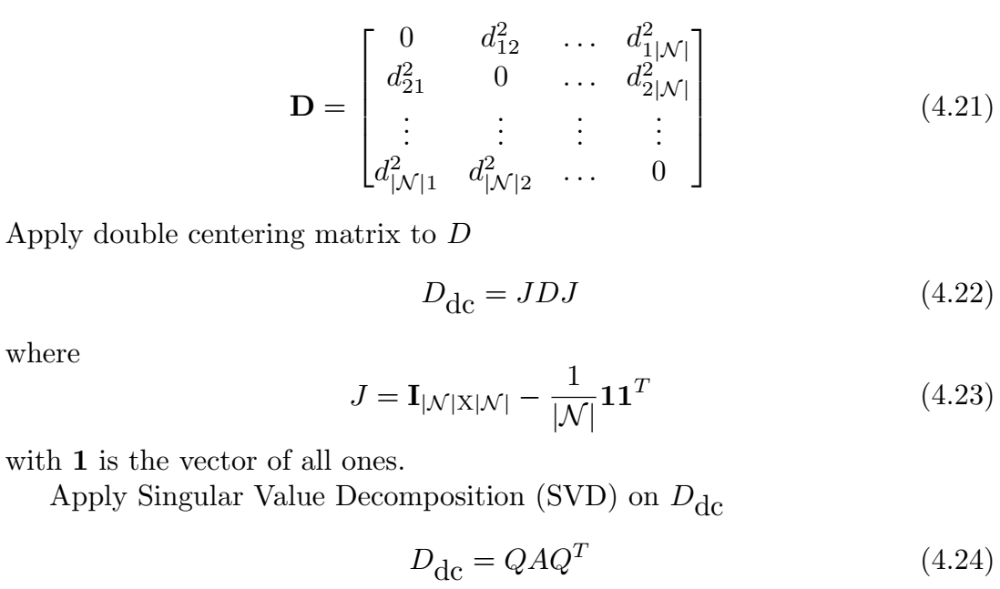 $$\mathbf{D} = \begin{bmatrix} 0 & d_{12}^2 & \dots & d_{1|\mathcal{N}|}^2 \\ d_{21}^2 & 0 & \dots & d_{2|\mathcal{N}|}^2 \\ \vdots & \vdots & \vdots & \vdots \\ d_{|\mathcal{N}|1}^2 & d_{|\mathcal{N}|2}^2 & \dots & 0 \end{bmatrix} \quad (4.21)$$
Apply double centering matrix to $D$
$$D_{\text{dc}} = JDJ \quad (4.22)$$
where
$$J = \mathbf{I}_{|\mathcal{N}|\text{X}|\mathcal{N}|} - \frac{1}{|\mathcal{N}|}\mathbf{1}\mathbf{1}^T \quad (4.23)$$
with $\mathbf{1}$ is the vector of all ones.
Apply Singular Value Decomposition (SVD) on $D_{\text{dc}}$
$$D_{\text{dc}} = QAQ^T \quad (4.24)$$